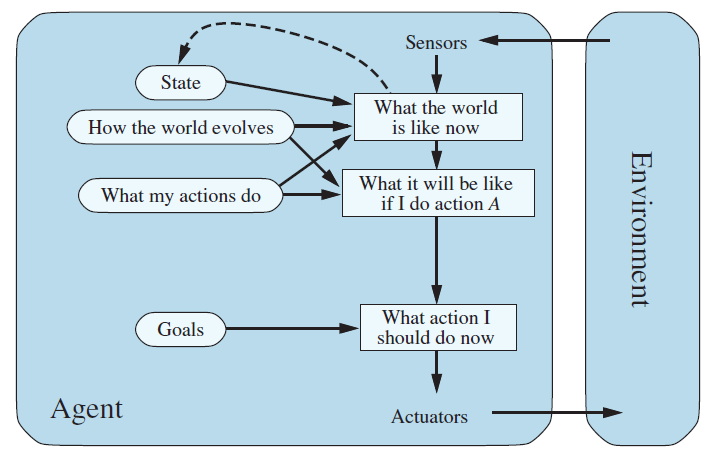 Sensors
State
What the world
is like now
How the world evolves
What it will be like
if I do action A
What my actions do
Environment
What action I
should do now
Goals
Agent
Actuators